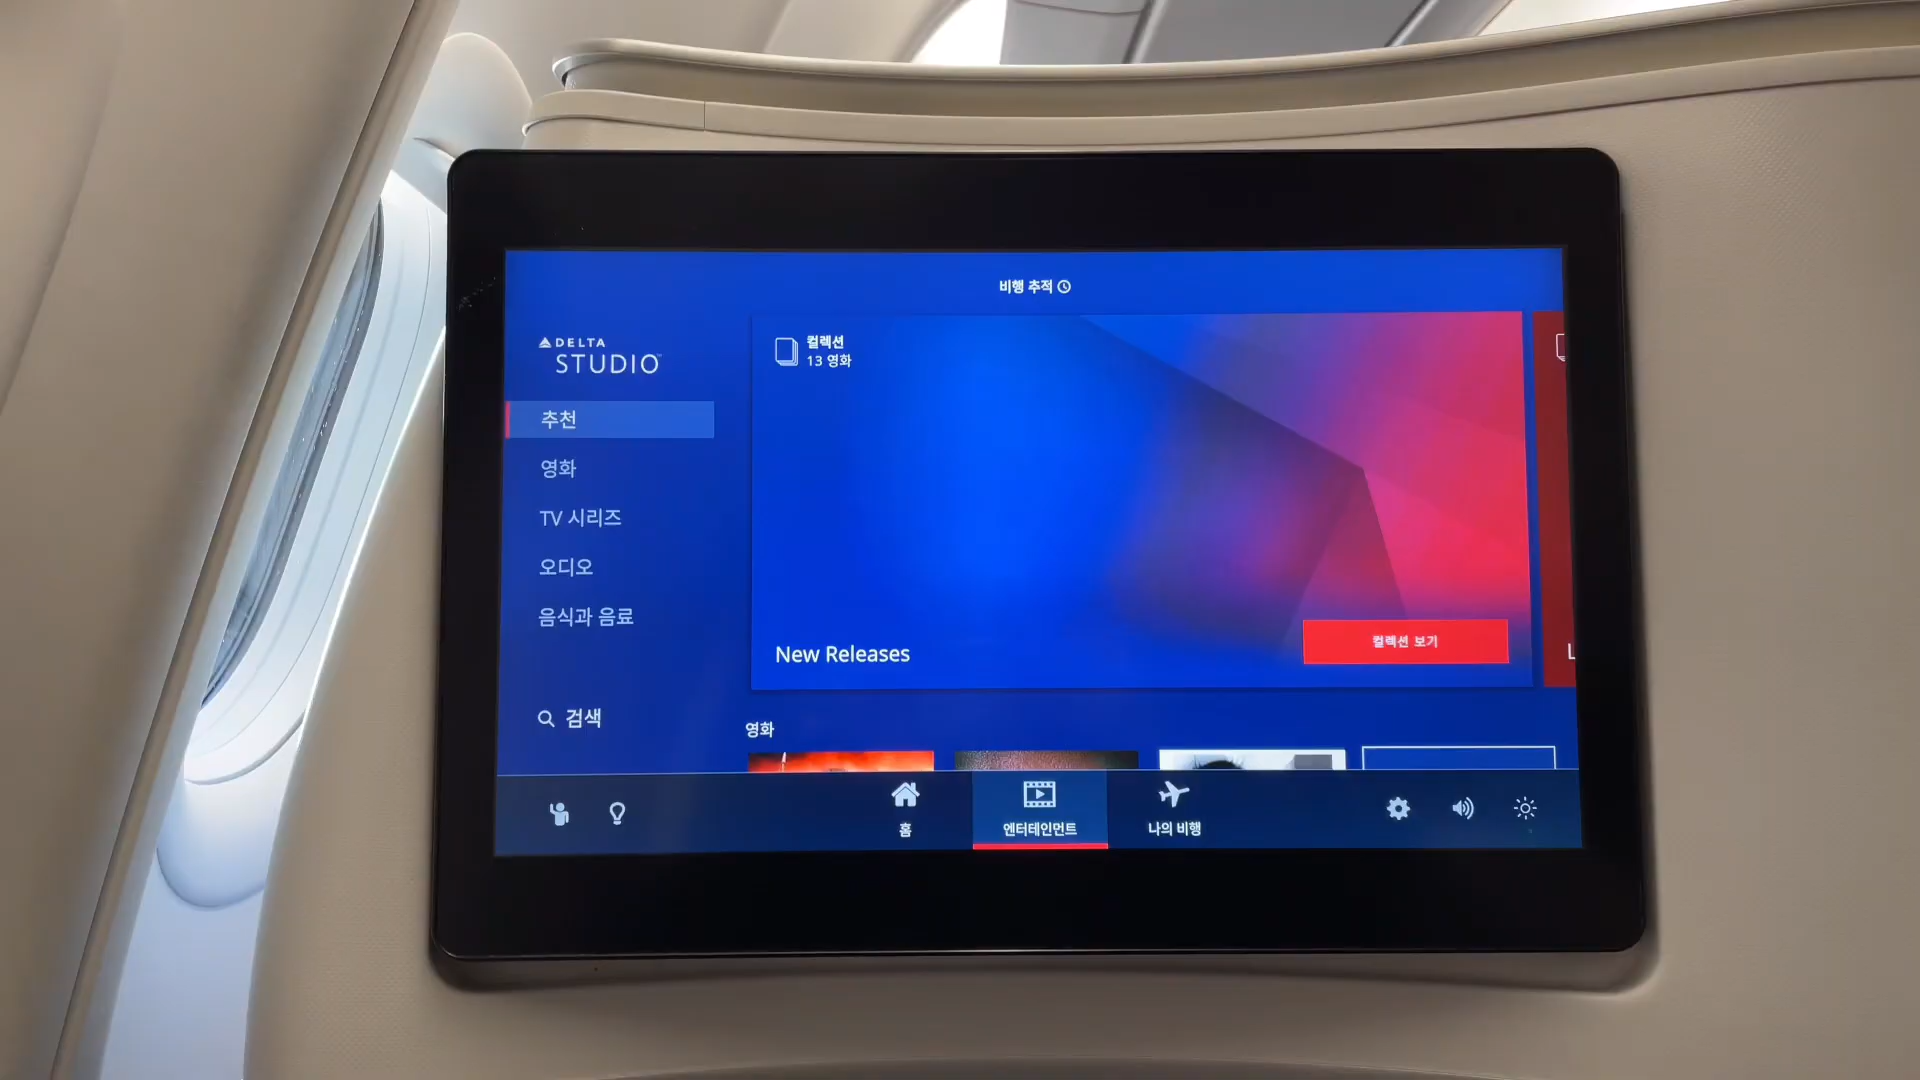 비행 추적
DELTA
STUDIO
추천
영화
TV 시리즈
오디오
음식과 음료
검색
컬렉션
13 영화
New Releases
컬렉션 보기
L
영화
홈
엔터테인먼트
나의 비행